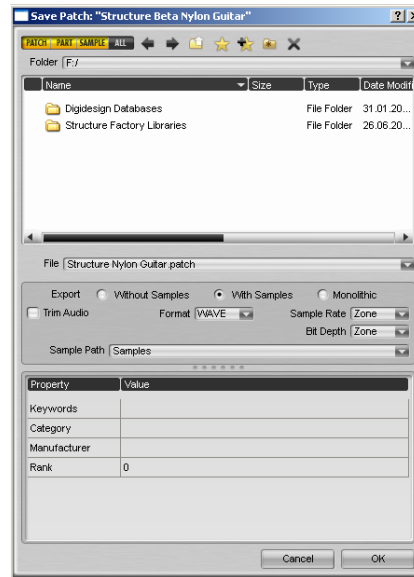 Save Patch: "Structure Beta Nylon Guitar"
PATCH PART SAMPLE ALL
Folder F:/
Name Size Type Date Modifi
Digidesign Databases File Folder 31.01.20...
Structure Factory Libraries File Folder 26.06.20...
File Structure Nylon Guitar.patch
Export Without Samples With Samples Monolithic
Trim Audio Format WAVE Sample Rate Zone
Bit Depth Zone
Sample Path Samples
Property Value
Keywords
Category
Manufacturer
Rank 0
Cancel OK